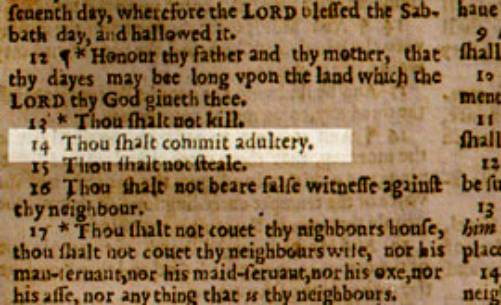 ſeuenth day, wherefore the LORD bleſſed the Sab- haue
bath day, and hallowed it.
12 ¶ * Honour thy father and thy mother, that
thy dayes may bee long vpon the land which the
LORD thy God giueth thee.
13 * Thou ſhalt not kill.
14 Thou ſhalt commit adultery.
15 Thou ſhalt not ſteale.
16 Thou ſhalt not beare falſe witneſſe againſt
thy neighbour.
17 * Thou ſhalt not couet thy nighbours houſe,
thou ſhalt not couet thy neighbours wife, nor his
man-ſeruant, nor his maid-ſeruant, nor his oxe, nor
his aſſe, nor any thing that is thy neighbours.
9
ſhall
10
11
ſhall
12
be
13
him
place
14